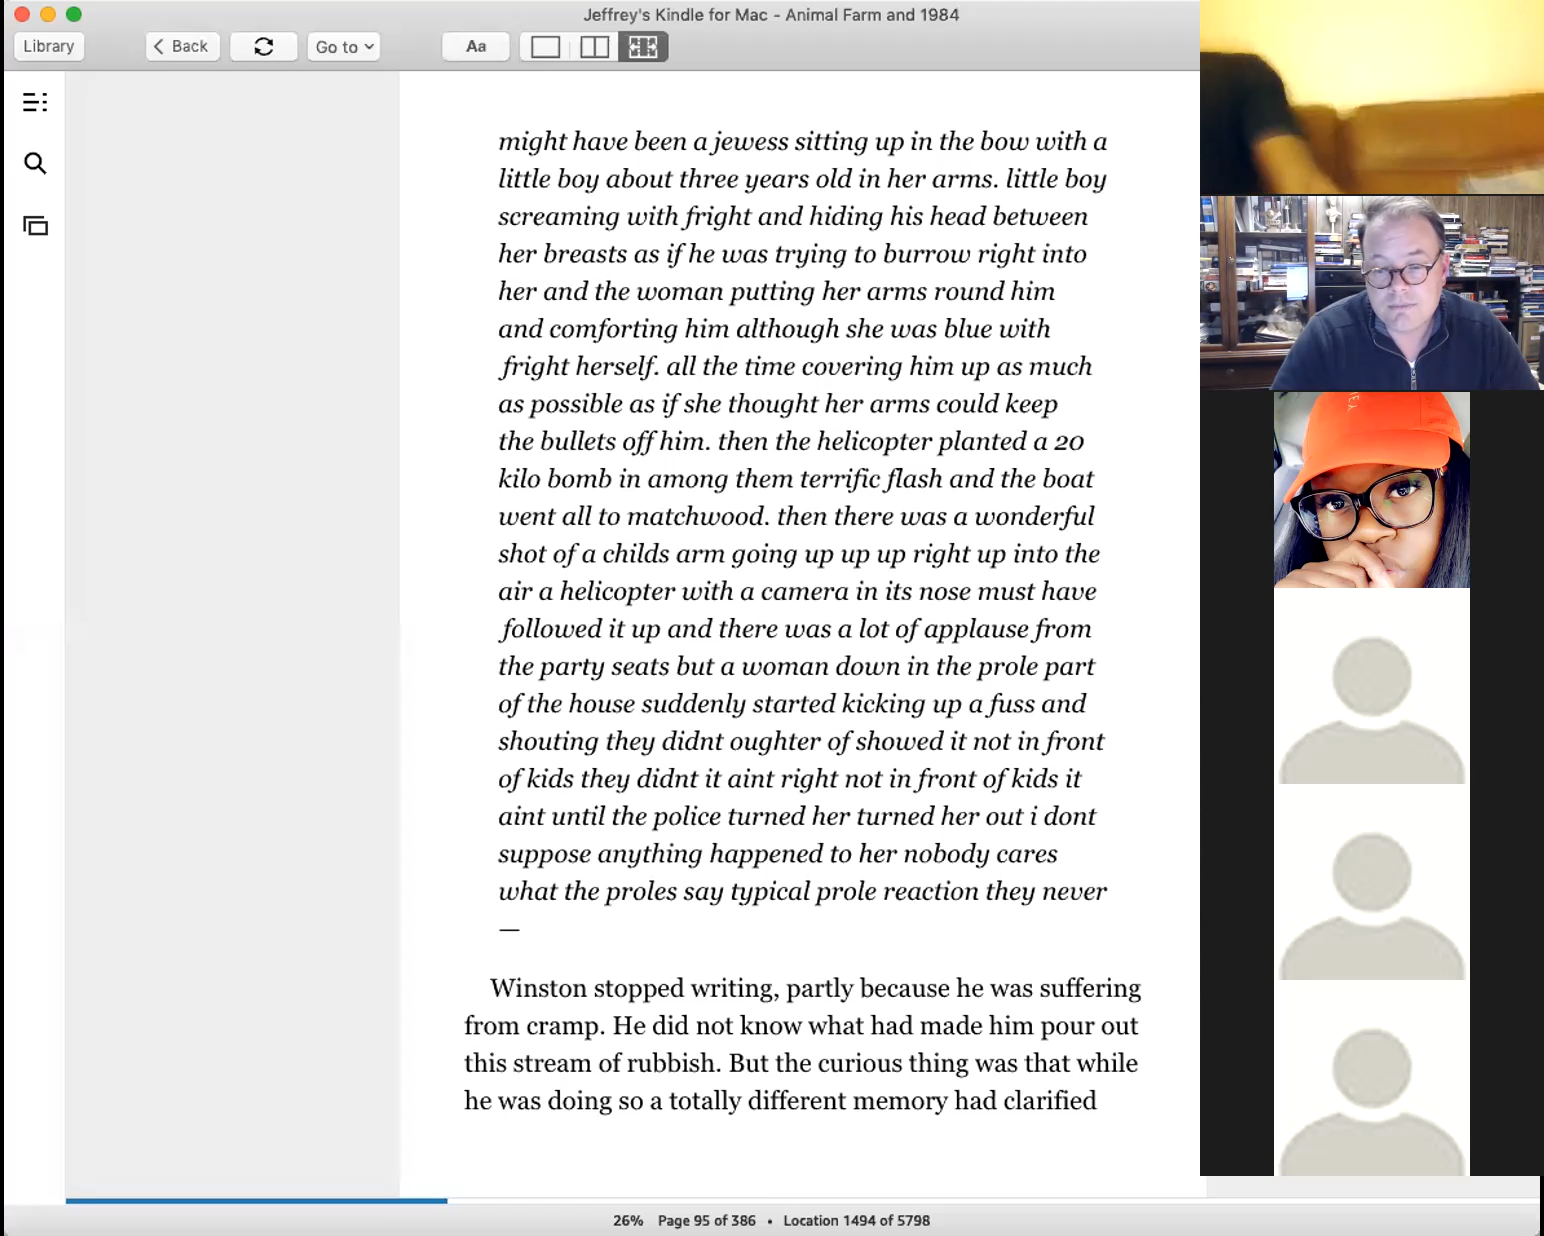 Jeffrey's Kindle for Mac - Animal Farm and 1984
Library
Back
Go to
Aa
might have been a jewess sitting up in the bow with a
little boy about three years old in her arms. little boy
screaming with fright and hiding his head between
her breasts as if he was trying to burrow right into
her and the woman putting her arms round him
and comforting him although she was blue with
fright herself. all the time covering him up as much
as possible as if she thought her arms could keep
the bullets off him. then the helicopter planted a 20
kilo bomb in among them terrific flash and the boat
went all to matchwood. then there was a wonderful
shot of a childs arm going up up up right up into the
air a helicopter with a camera in its nose must have
followed it up and there was a lot of applause from
the party seats but a woman down in the prole part
of the house suddenly started kicking up a fuss and
shouting they didnt oughter of showed it not in front
of kids they didnt it aint right not in front of kids it
aint until the police turned her turned her out i dont
suppose anything happened to her nobody cares
what the proles say typical prole reaction they never
—
Winston stopped writing, partly because he was suffering
from cramp. He did not know what had made him pour out
this stream of rubbish. But the curious thing was that while
he was doing so a totally different memory had clarified
26% Page 95 of 386 • Location 1494 of 5798